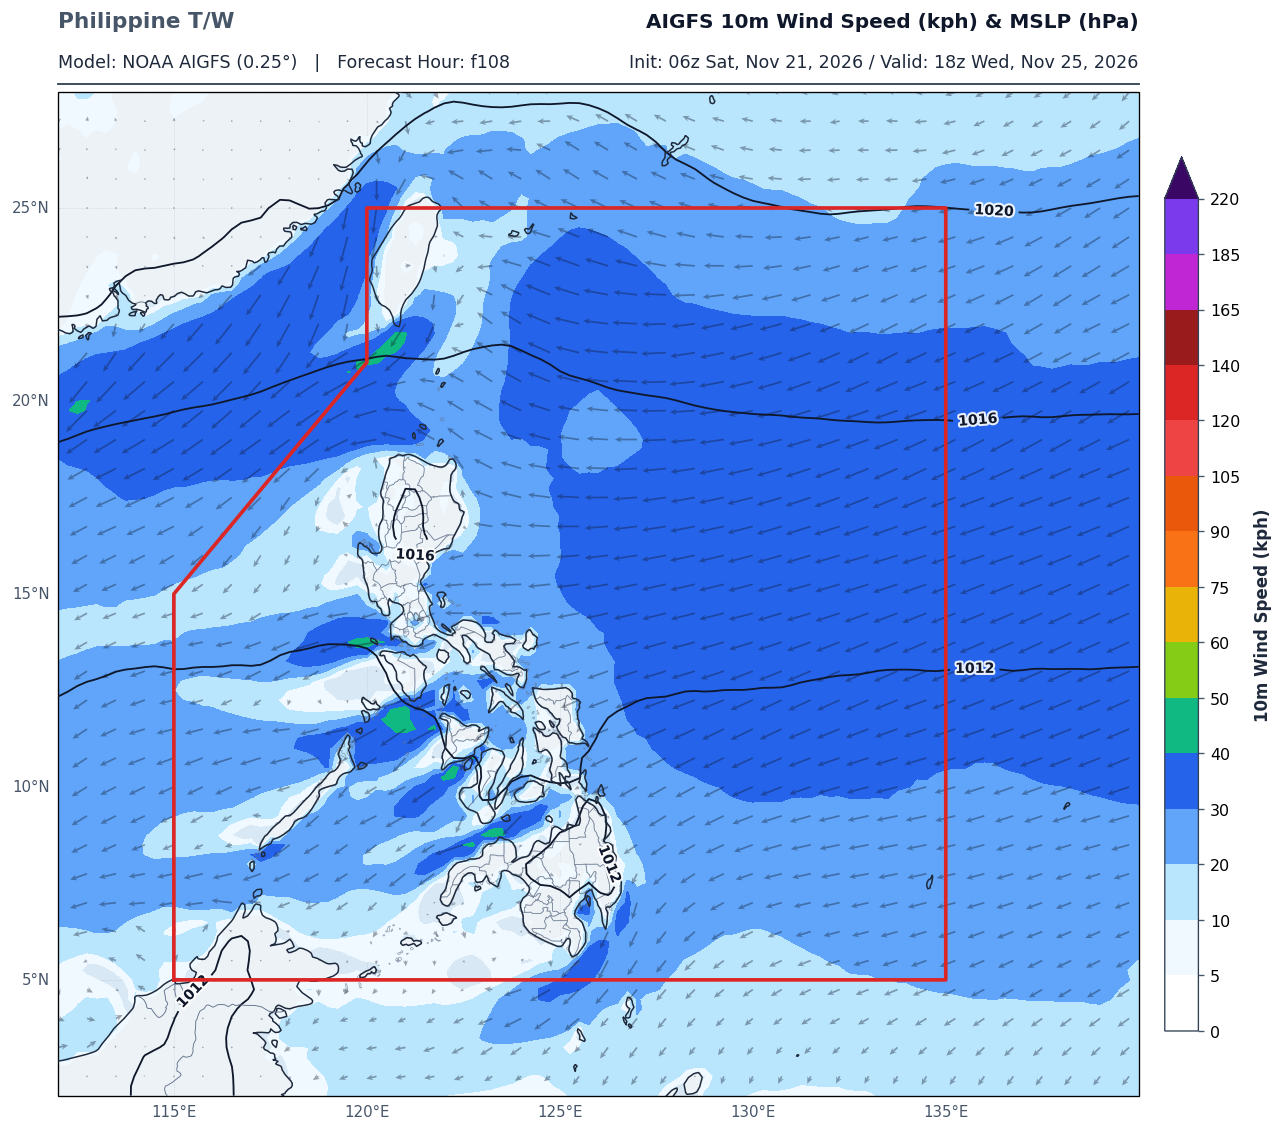 Philippine T/W
AIGFS 10m Wind Speed (kph) & MSLP (hPa)
Model: NOAA AIGFS (0.25°) | Forecast Hour: f108
Init: 06z Sat, Nov 21, 2026 / Valid: 18z Wed, Nov 25, 2026
25°N
20°N
15°N
10°N
5°N
1020
1016
1016
1012
1012
1012
115°E
120°E
125°E
130°E
135°E
220
185
165
140
120
105
90
75
60
50
40
30
20
10
5
0
10m Wind Speed (kph)